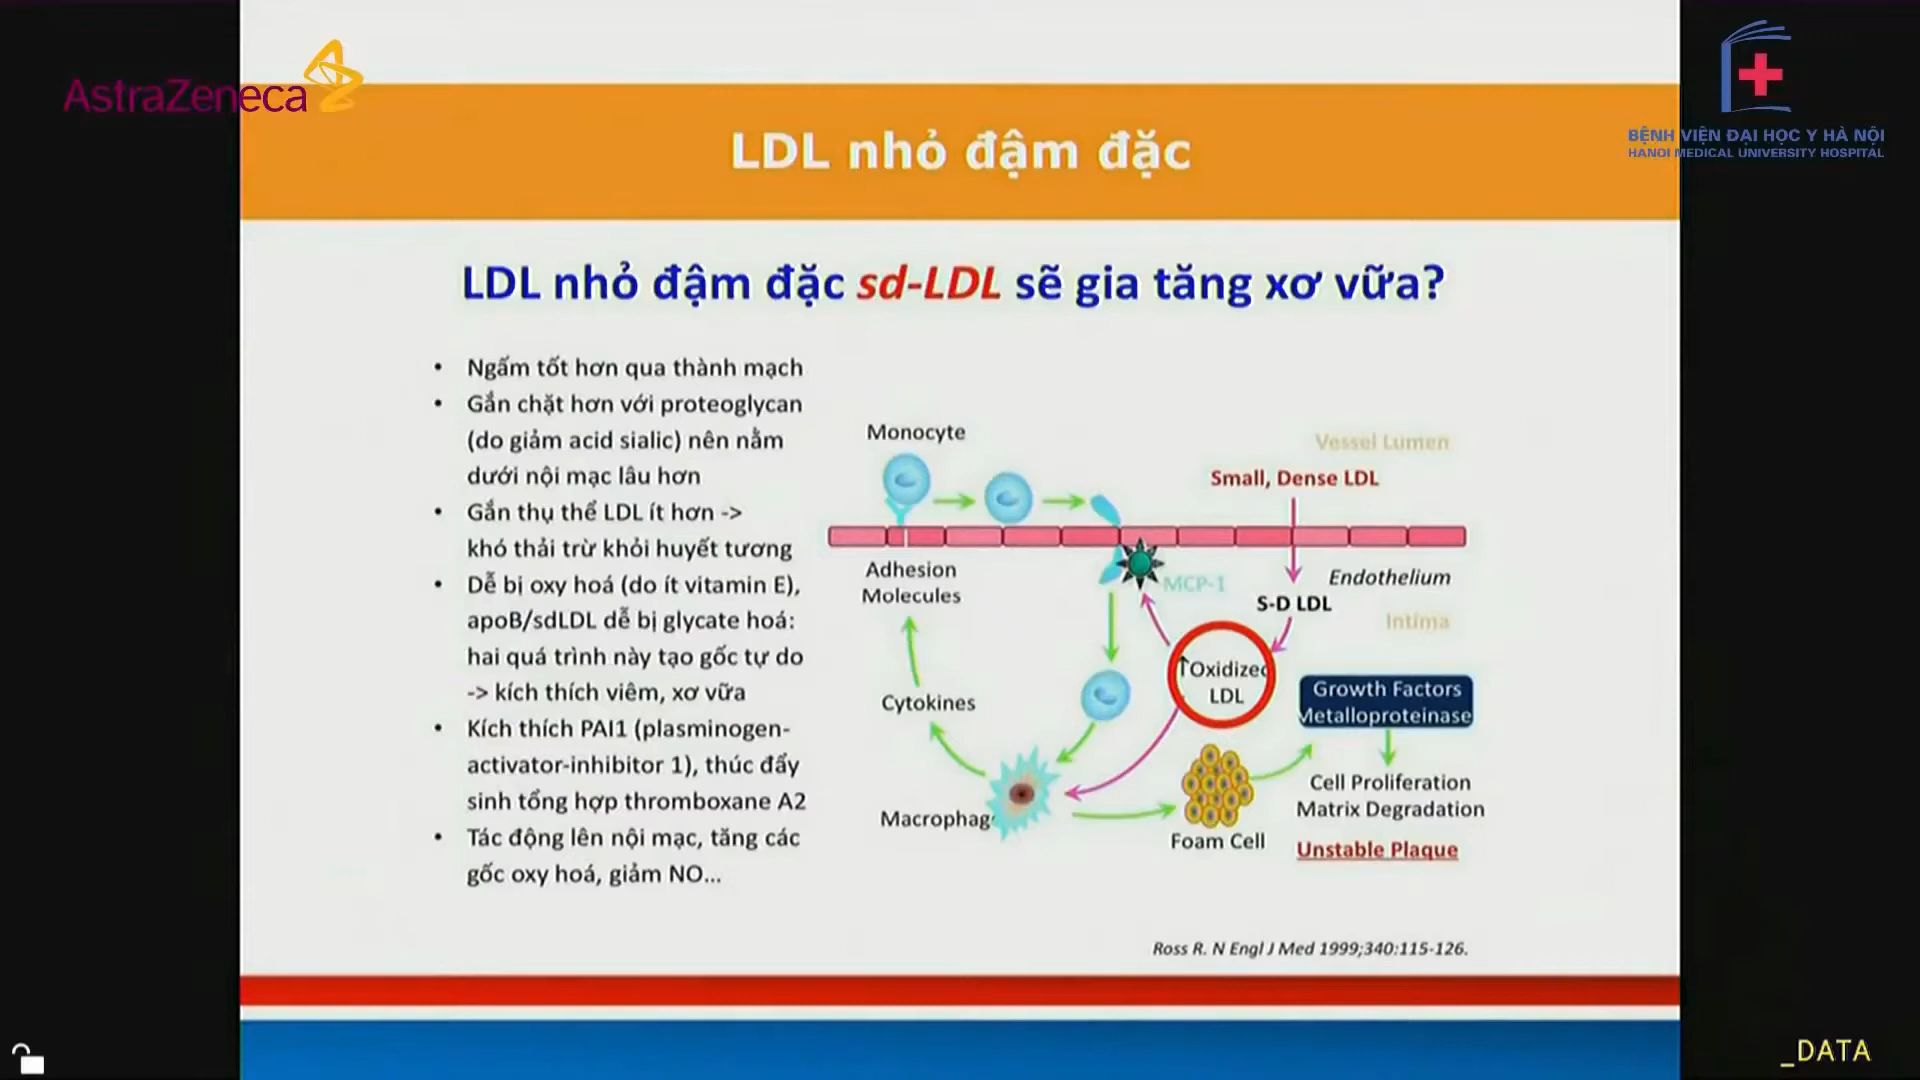 AstraZeneca
BỆNH VIỆN ĐẠI HỌC Y HÀ NỘI
HANOI MEDICAL UNIVERSITY HOSPITAL
LDL nhỏ đậm đặc
LDL nhỏ đậm đặc sd-LDL sẽ gia tăng xơ vữa?
• Ngấm tốt hơn qua thành mạch
• Gắn chặt hơn với proteoglycan
(do giảm acid sialic) nên nằm
dưới nội mạc lâu hơn
• Gắn thụ thể LDL ít hơn ->
khó thải trừ khỏi huyết tương
• Dễ bị oxy hoá (do ít vitamin E),
apoB/sdLDL dễ bị glycate hoá:
hai quá trình này tạo gốc tự do
-> kích thích viêm, xơ vữa
• Kích thích PAI1 (plasminogen-
activator-inhibitor 1), thúc đẩy
sinh tổng hợp thromboxane A2
• Tác động lên nội mạc, tăng các
gốc oxy hoá, giảm NO...
Monocyte
Vessel Lumen
Small, Dense LDL
Adhesion
Molecules
MCP-1
Endothelium
S-D LDL
Intima
↑Oxidized
LDL
Growth Factors
Metalloproteinase
Cytokines
Cell Proliferation
Matrix Degradation
Macrophag
Foam Cell
Unstable Plaque
Ross R. N Engl J Med 1999;340:115-126.
_DATA